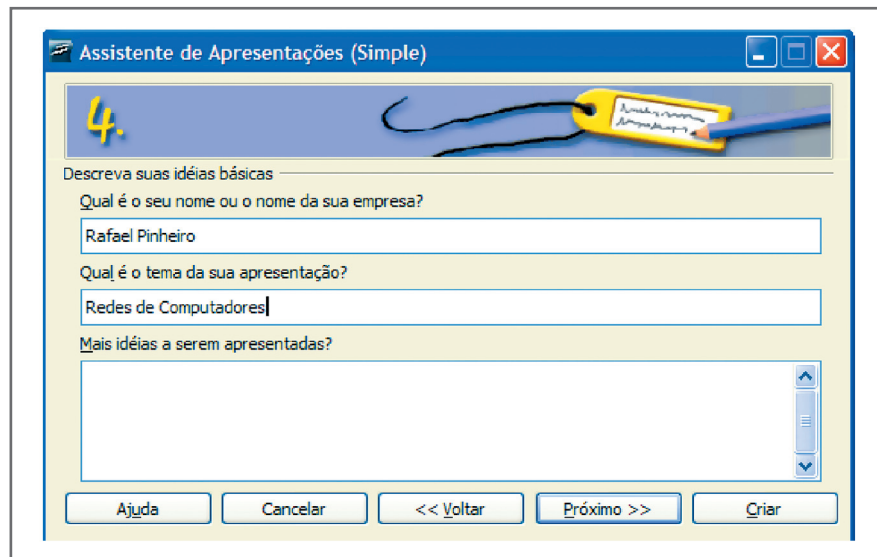 Assistente de Apresentações (Simple)
4.
Descreva suas idéias básicas
Qual é o seu nome ou o nome da sua empresa?
Rafael Pinheiro
Qual é o tema da sua apresentação?
Redes de Computadores
Mais idéias a serem apresentadas?
Ajuda Cancelar << Voltar Próximo >> Criar